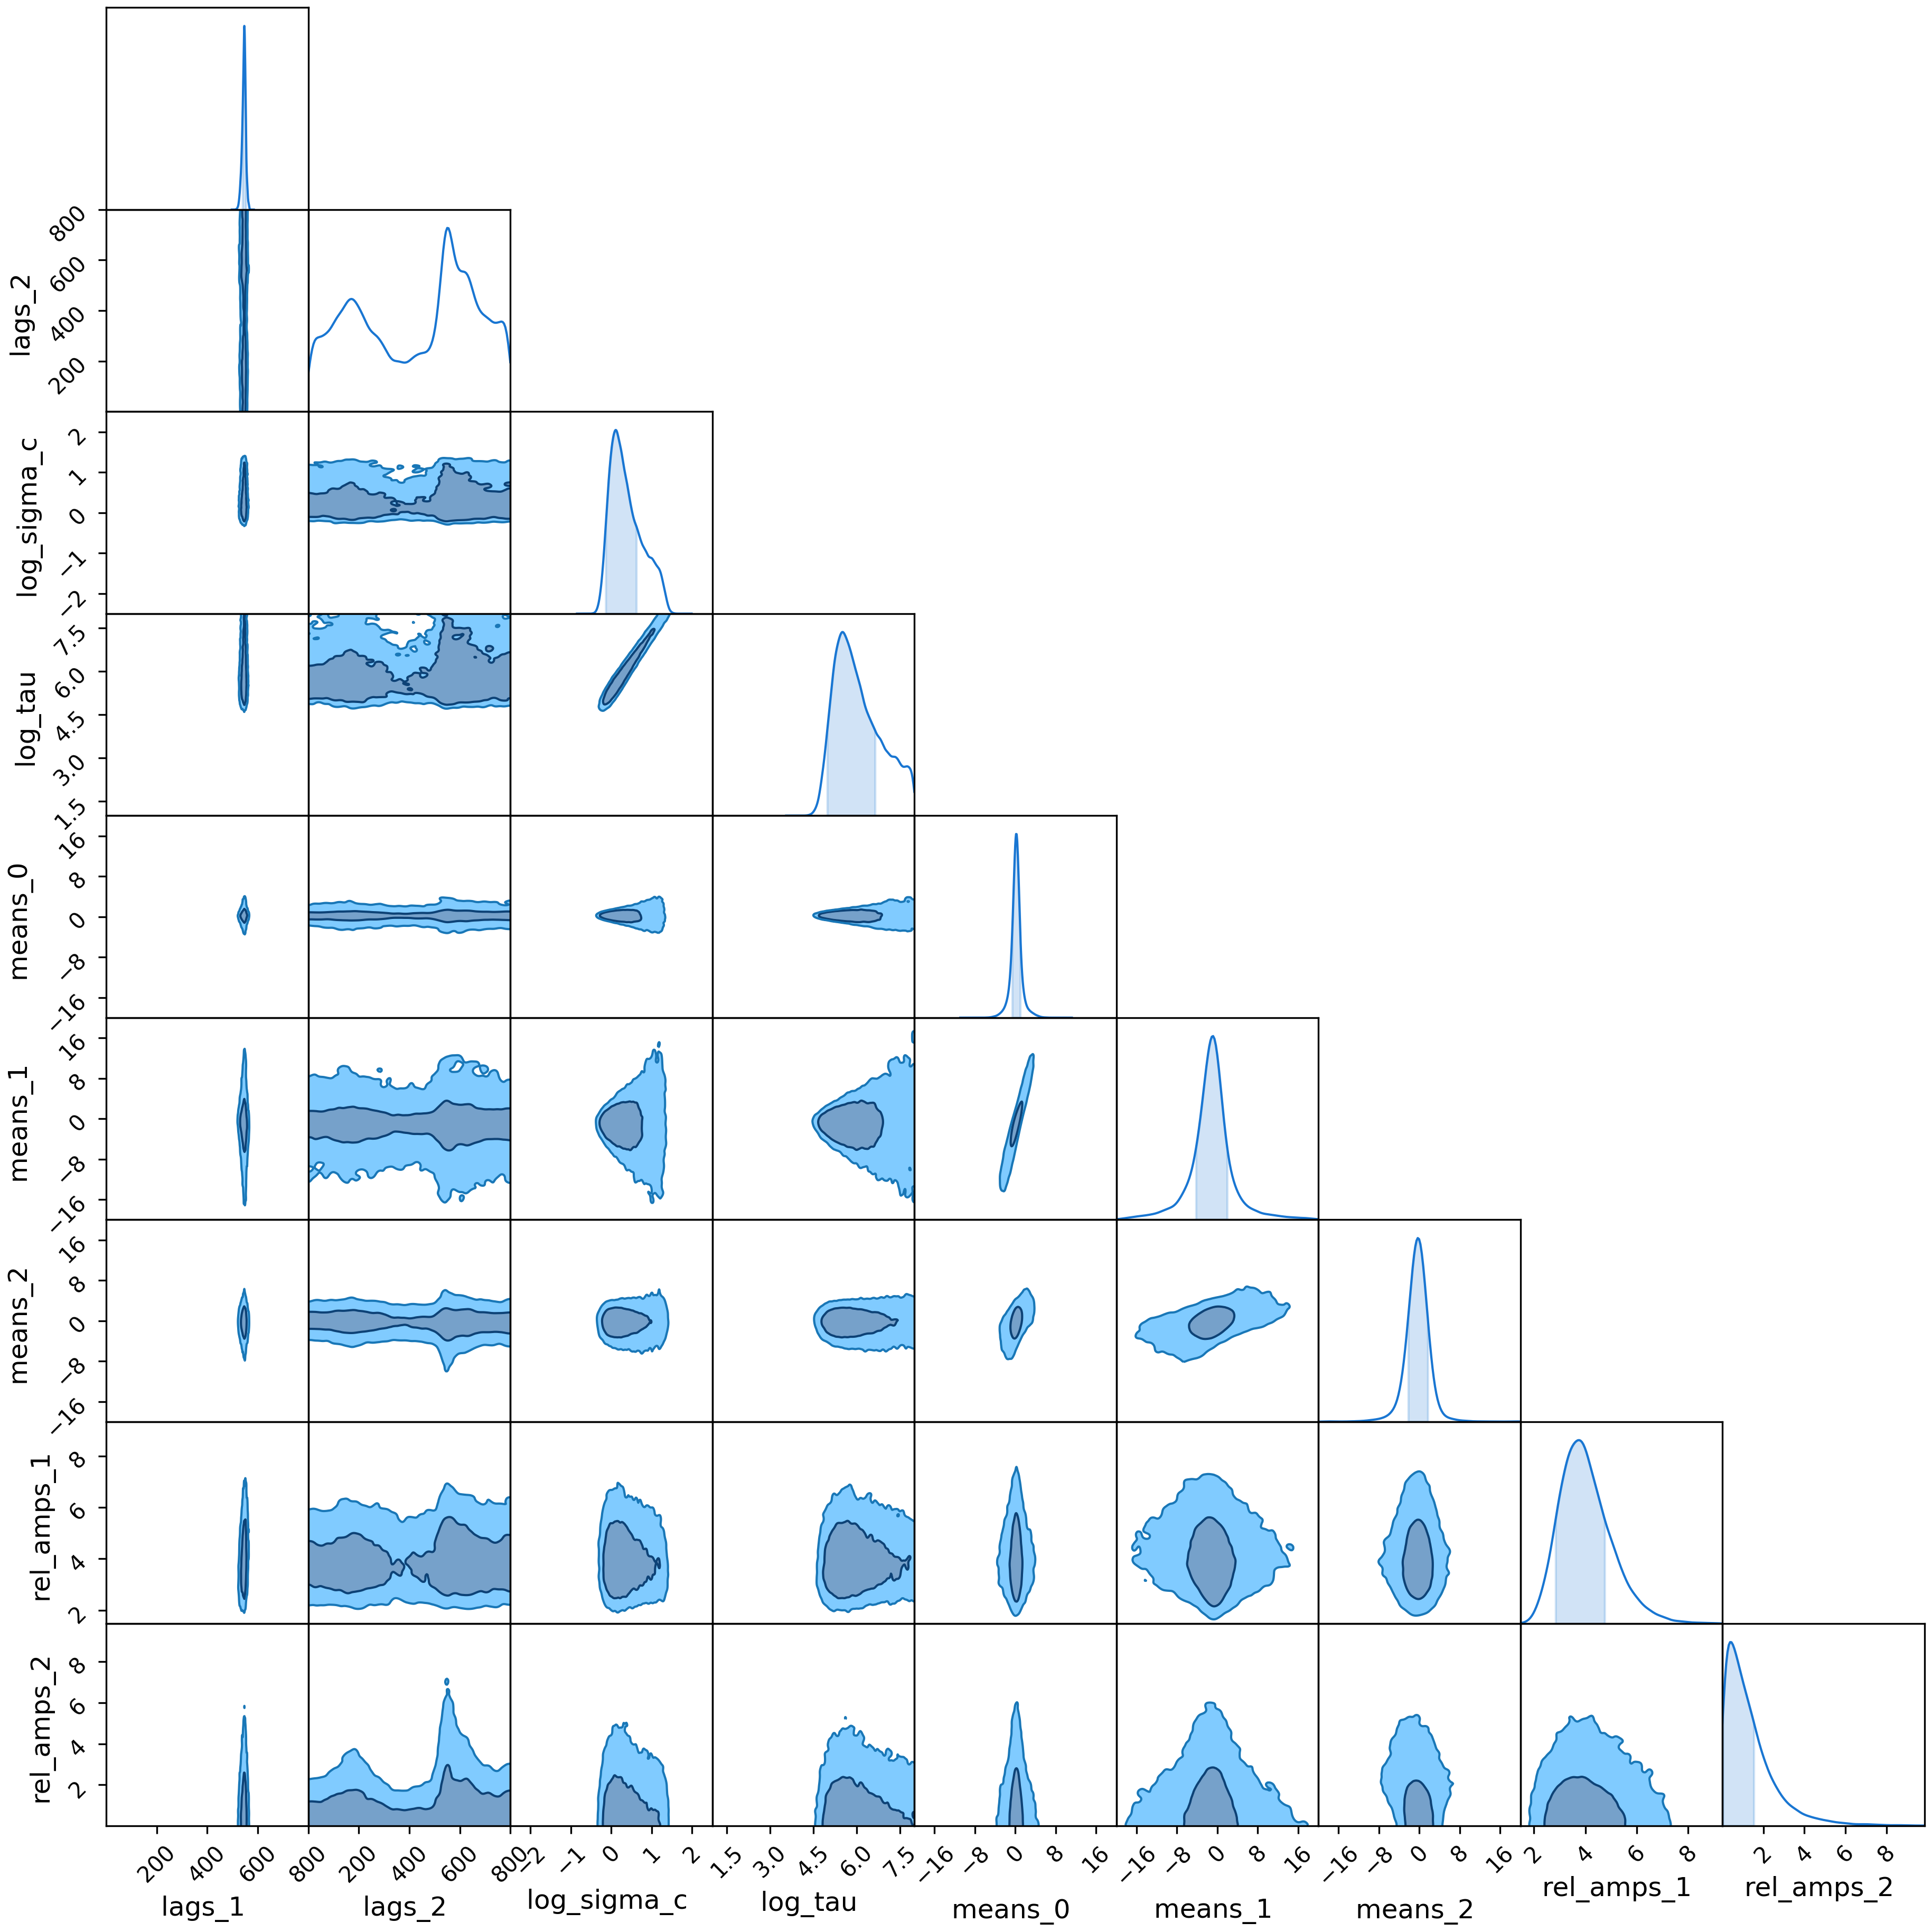 800
600
400
200
lags_2
2
1
0
−1
−2
log_sigma_c
7.5
6.0
4.5
3.0
1.5
log_tau
16
8
0
−8
−16
means_0
16
8
0
−8
−16
means_1
16
8
0
−8
−16
means_2
8
6
4
2
rel_amps_1
8
6
4
2
rel_amps_2
200 400 600 800
200 400 600 800
−2 −1 0 1 2
1.5 3.0 4.5 6.0 7.5
−16 −8 0 8 16
−16 −8 0 8 16
−16 −8 0 8 16
2 4 6 8
2 4 6 8
lags_1 lags_2 log_sigma_c log_tau means_0 means_1 means_2 rel_amps_1 rel_amps_2